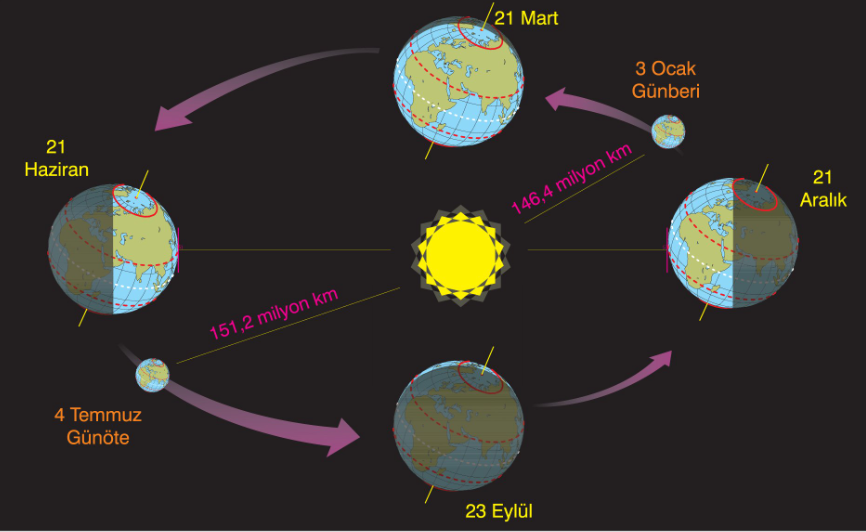 21 Mart
3 Ocak
Günberi
21
Haziran
146,4 milyon km
21
Aralık
151,2 milyon km
4 Temmuz
Günöte
23 Eylül